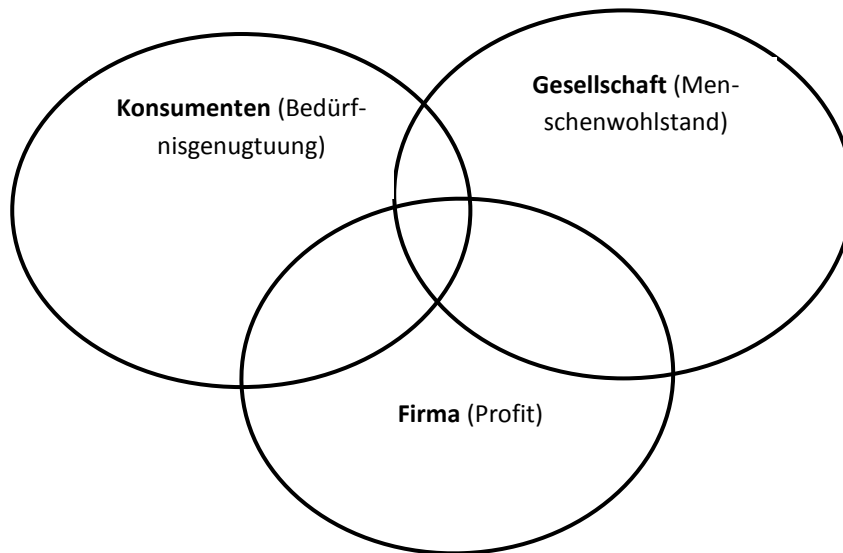 Konsumenten (Bedürf-
nisgenugtuung)
Gesellschaft (Men-
schenwohlstand)
Firma (Profit)